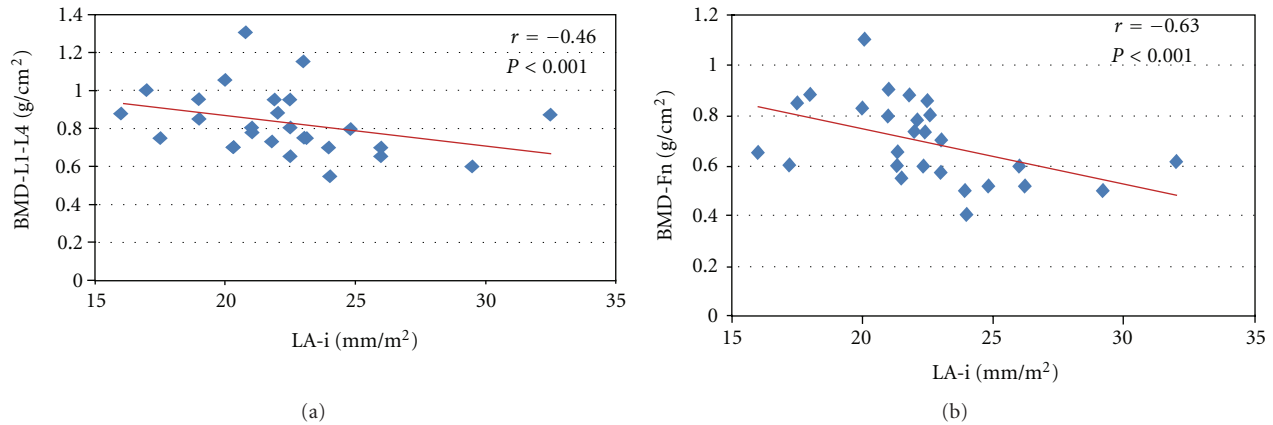 1.4
1.2
1
0.8
0.6
0.4
0.2
0
BMD-L1-L4 (g/cm²)
r = −0.46
P < 0.001
15 20 25 30 35
LA-i (mm/m²)
(a)
1.2
1
0.8
0.6
0.4
0.2
0
BMD-Fn (g/cm²)
r = −0.63
P < 0.001
15 20 25 30 35
LA-i (mm/m²)
(b)